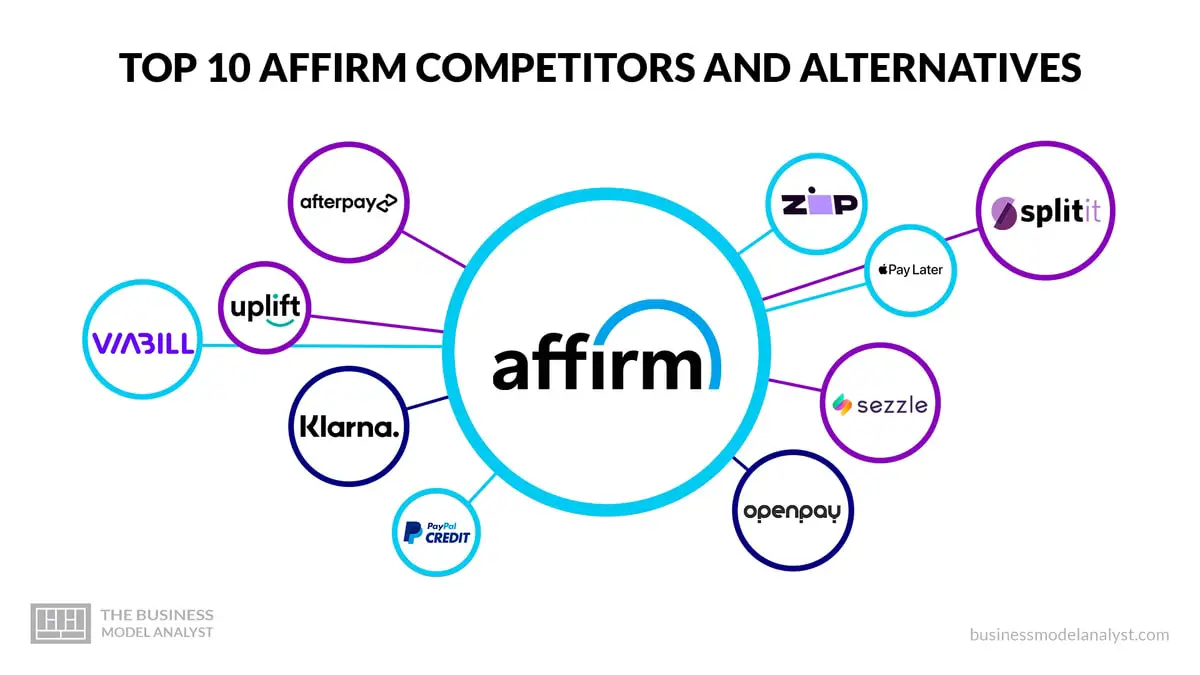 TOP 10 AFFIRM COMPETITORS AND ALTERNATIVES
afterpay
zip
splitit
Pay Later
uplift
VIABILL
affirm
Klarna.
sezzle
PayPal
CREDIT
openpay
THE BUSINESS
MODEL ANALYST
businessmodelanalyst.com